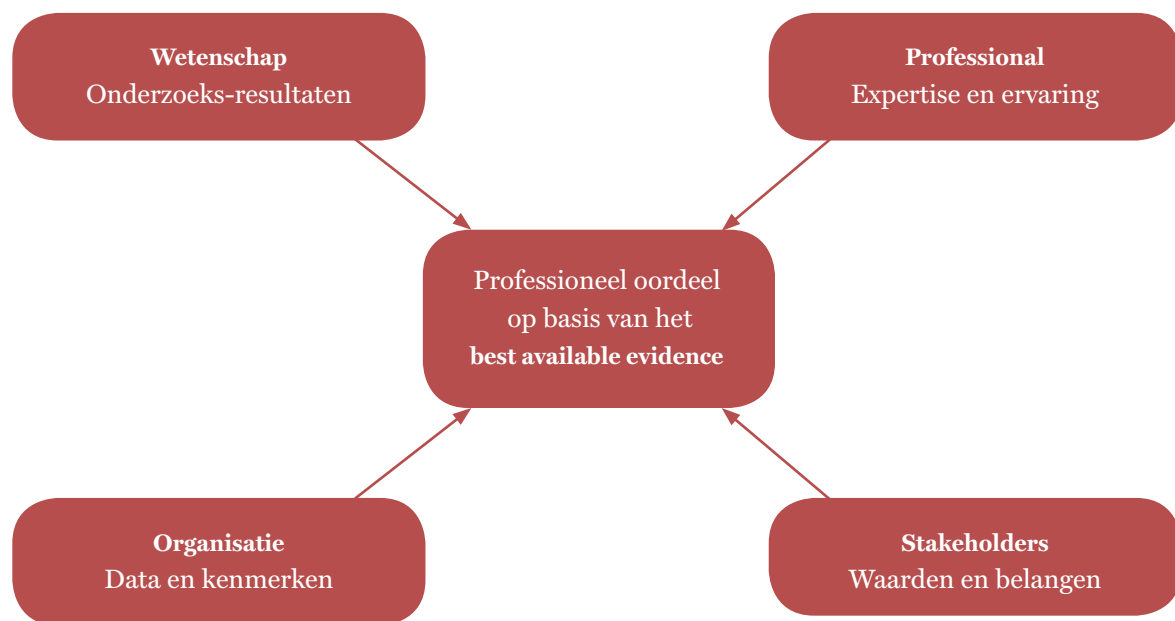 Wetenschap
Onderzoeks-resultaten
Professional
Expertise en ervaring
Professioneel oordeel
op basis van het
best available evidence
Organisatie
Data en kenmerken
Stakeholders
Waarden en belangen